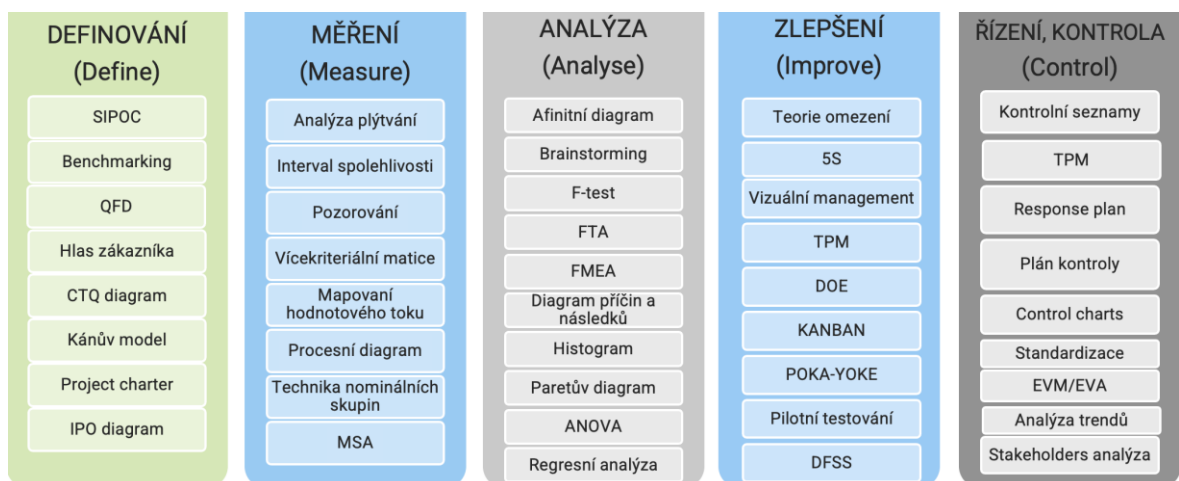 DEFINOVÁNÍ
(Define)
SIPOC
Benchmarking
QFD
Hlas zákazníka
CTQ diagram
Kánův model
Project charter
IPO diagram
MĚŘENÍ
(Measure)
Analýza plýtvání
Interval spolehlivosti
Pozorování
Vícekriteriální matice
Mapovaní
hodnotového toku
Procesní diagram
Technika nominálních
skupin
MSA
ANALÝZA
(Analyse)
Afinitní diagram
Brainstorming
F-test
FTA
FMEA
Diagram příčin a
následků
Histogram
Paretův diagram
ANOVA
Regresní analýza
ZLEPŠENÍ
(Improve)
Teorie omezení
5S
Vizuální management
TPM
DOE
KANBAN
POKA-YOKE
Pilotní testování
DFSS
ŘÍZENÍ, KONTROLA
(Control)
Kontrolní seznamy
TPM
Response plan
Plán kontroly
Control charts
Standardizace
EVM/EVA
Analýza trendů
Stakeholders analýza